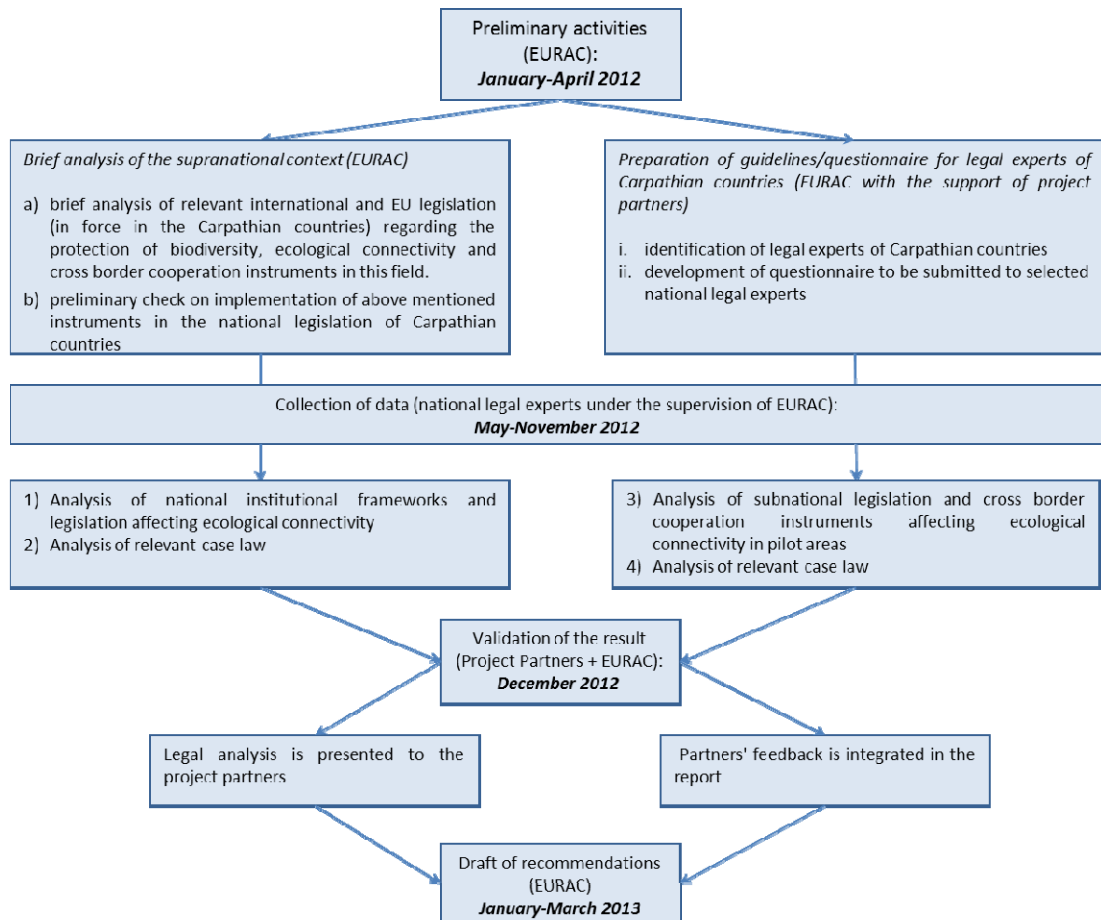 Preliminary activities
(EURAC):
January-April 2012
Brief analysis of the supranational context (EURAC)
a) brief analysis of relevant international and EU legislation
(in force in the Carpathian countries) regarding the
protection of biodiversity, ecological connectivity and
cross border cooperation instruments in this field.
b) preliminary check on implementation of above mentioned
instruments in the national legislation of Carpathian
countries
Preparation of guidelines/questionnaire for legal experts of
Carpathian countries (EURAC with the support of project
partners)
i. identification of legal experts of Carpathian countries
ii. development of questionnaire to be submitted to selected
national legal experts
Collection of data (national legal experts under the supervision of EURAC):
May-November 2012
1) Analysis of national institutional frameworks and
legislation affecting ecological connectivity
2) Analysis of relevant case law
3) Analysis of subnational legislation and cross border
cooperation instruments affecting ecological
connectivity in pilot areas
4) Analysis of relevant case law
Validation of the result
(Project Partners + EURAC):
December 2012
Legal analysis is presented to the
project partners
Partners' feedback is integrated in the
report
Draft of recommendations
(EURAC)
January-March 2013